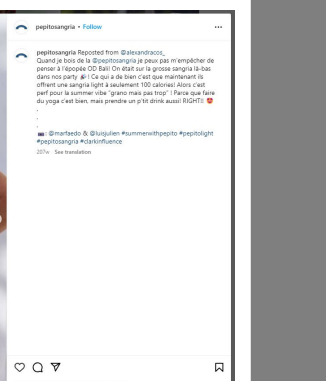 pepitosangria • Follow
pepitosangria Reposted from @alexandracos_
Quand je bois de la @pepitosangria je peux pas m'empêcher de
penser à l'épopée OD Bali! On était sur la grosse sangria là-bas
dans nos party 🎉! Ce qui a de bien c'est que maintenant ils
offrent une sangria light à seulement 100 calories! Alors c'est
perf pour la summer vibe "grano mais pas trop" ! Parce que faire
du yoga c'est bien, mais prendre un p'tit drink aussi! RIGHT!! 😍
.
.
.
📷: @marfaedo & @luisjulien #summerwithpepito #pepitolight
#pepitosangria #clarkinfluence
207w See translation